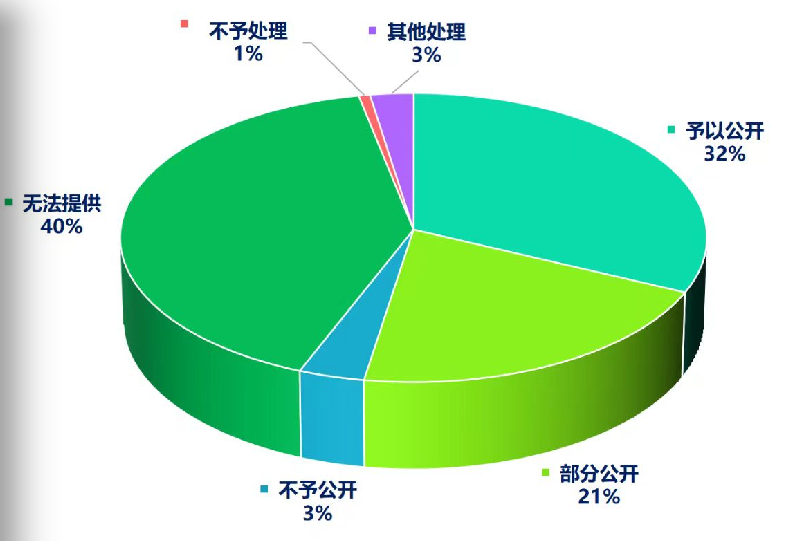 不予处理
1%
其他处理
3%
予以公开
32%
无法提供
40%
部分公开
21%
不予公开
3%